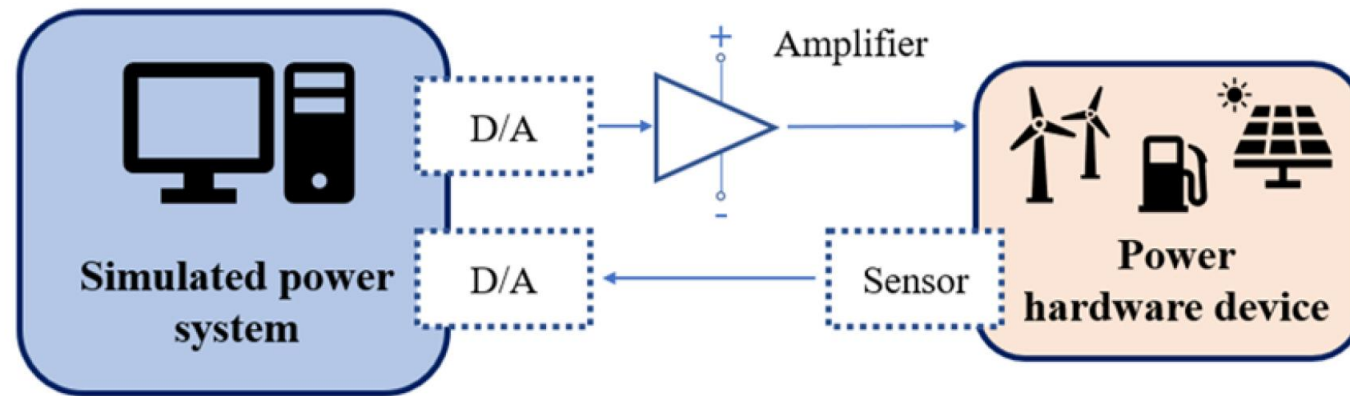 +
Amplifier
D/A
-
D/A
Sensor
Simulated power
system
Power
hardware device